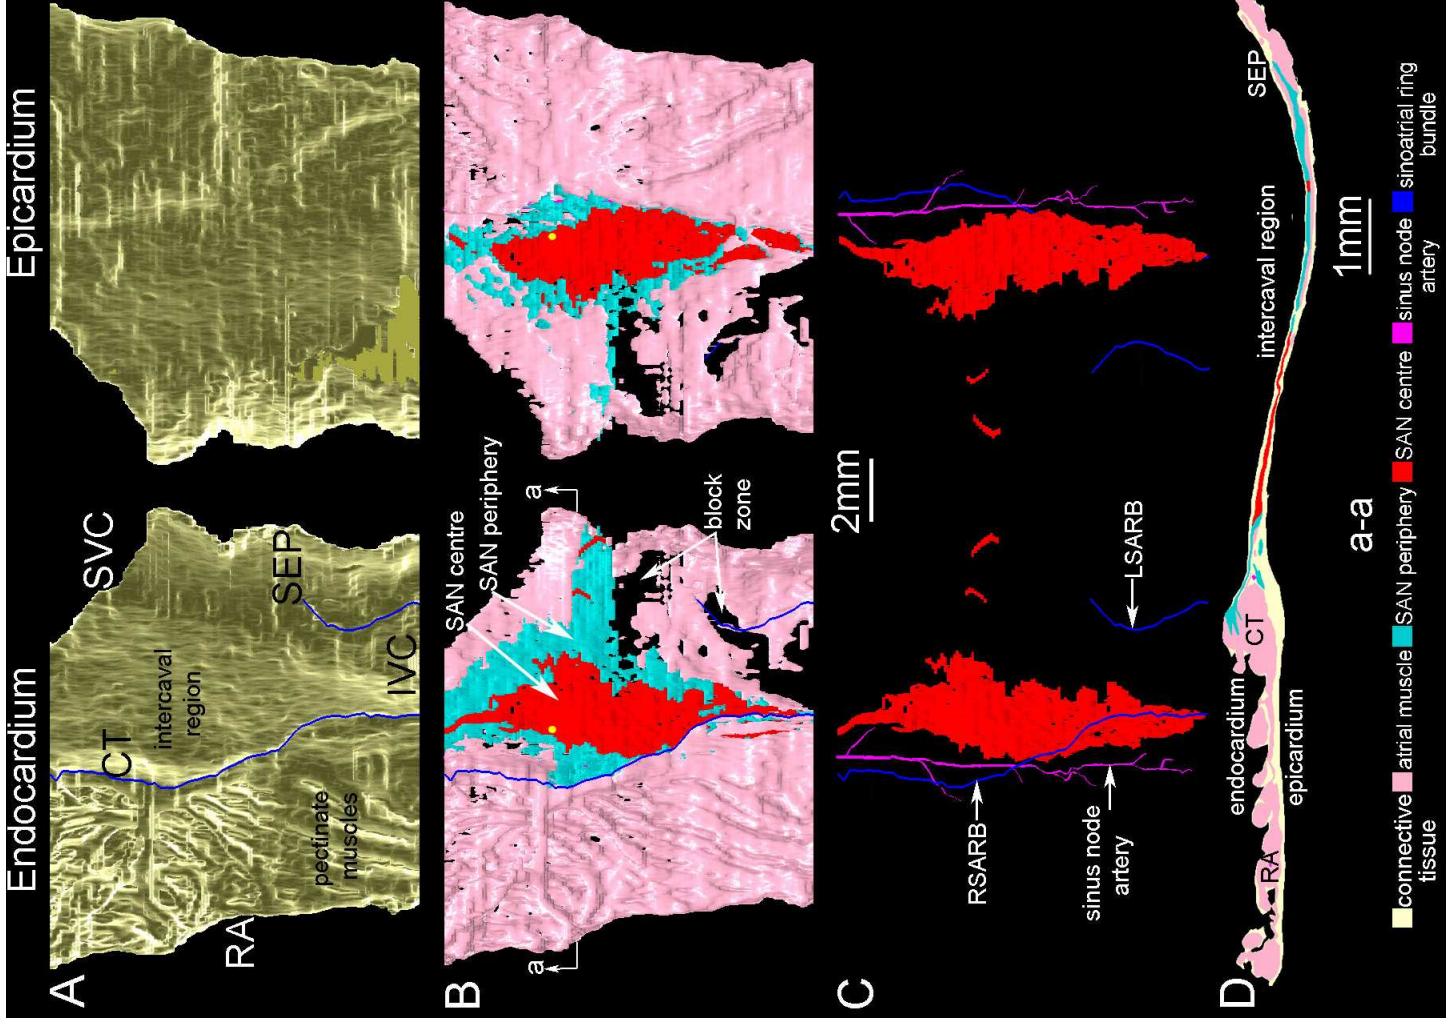 Endocardium
Epicardium
A
SVC
CT
intercaval
region
SEP
IVC
pectinate
muscles
RA
B
a
a
SAN centre
SAN periphery
block
zone
C
2mm
RSARB
LSARB
sinus node
artery
D
SEP
intercaval region
1mm
CT
endocardium
epicardium
RA
a-a
connective
tissue
atrial muscle
SAN periphery
SAN centre
sinus node
artery
sinoatrial ring
bundle